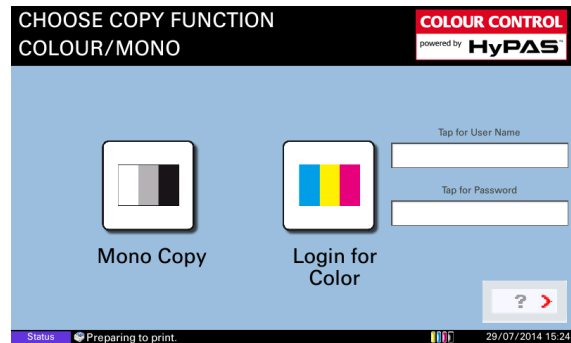 CHOOSE COPY FUNCTION
COLOUR/MONO
COLOUR CONTROL
powered by HyPAS™
Tap for User Name
Tap for Password
Mono Copy
Login for
Color
? >
Status Preparing to print. 29/07/2014 15:24